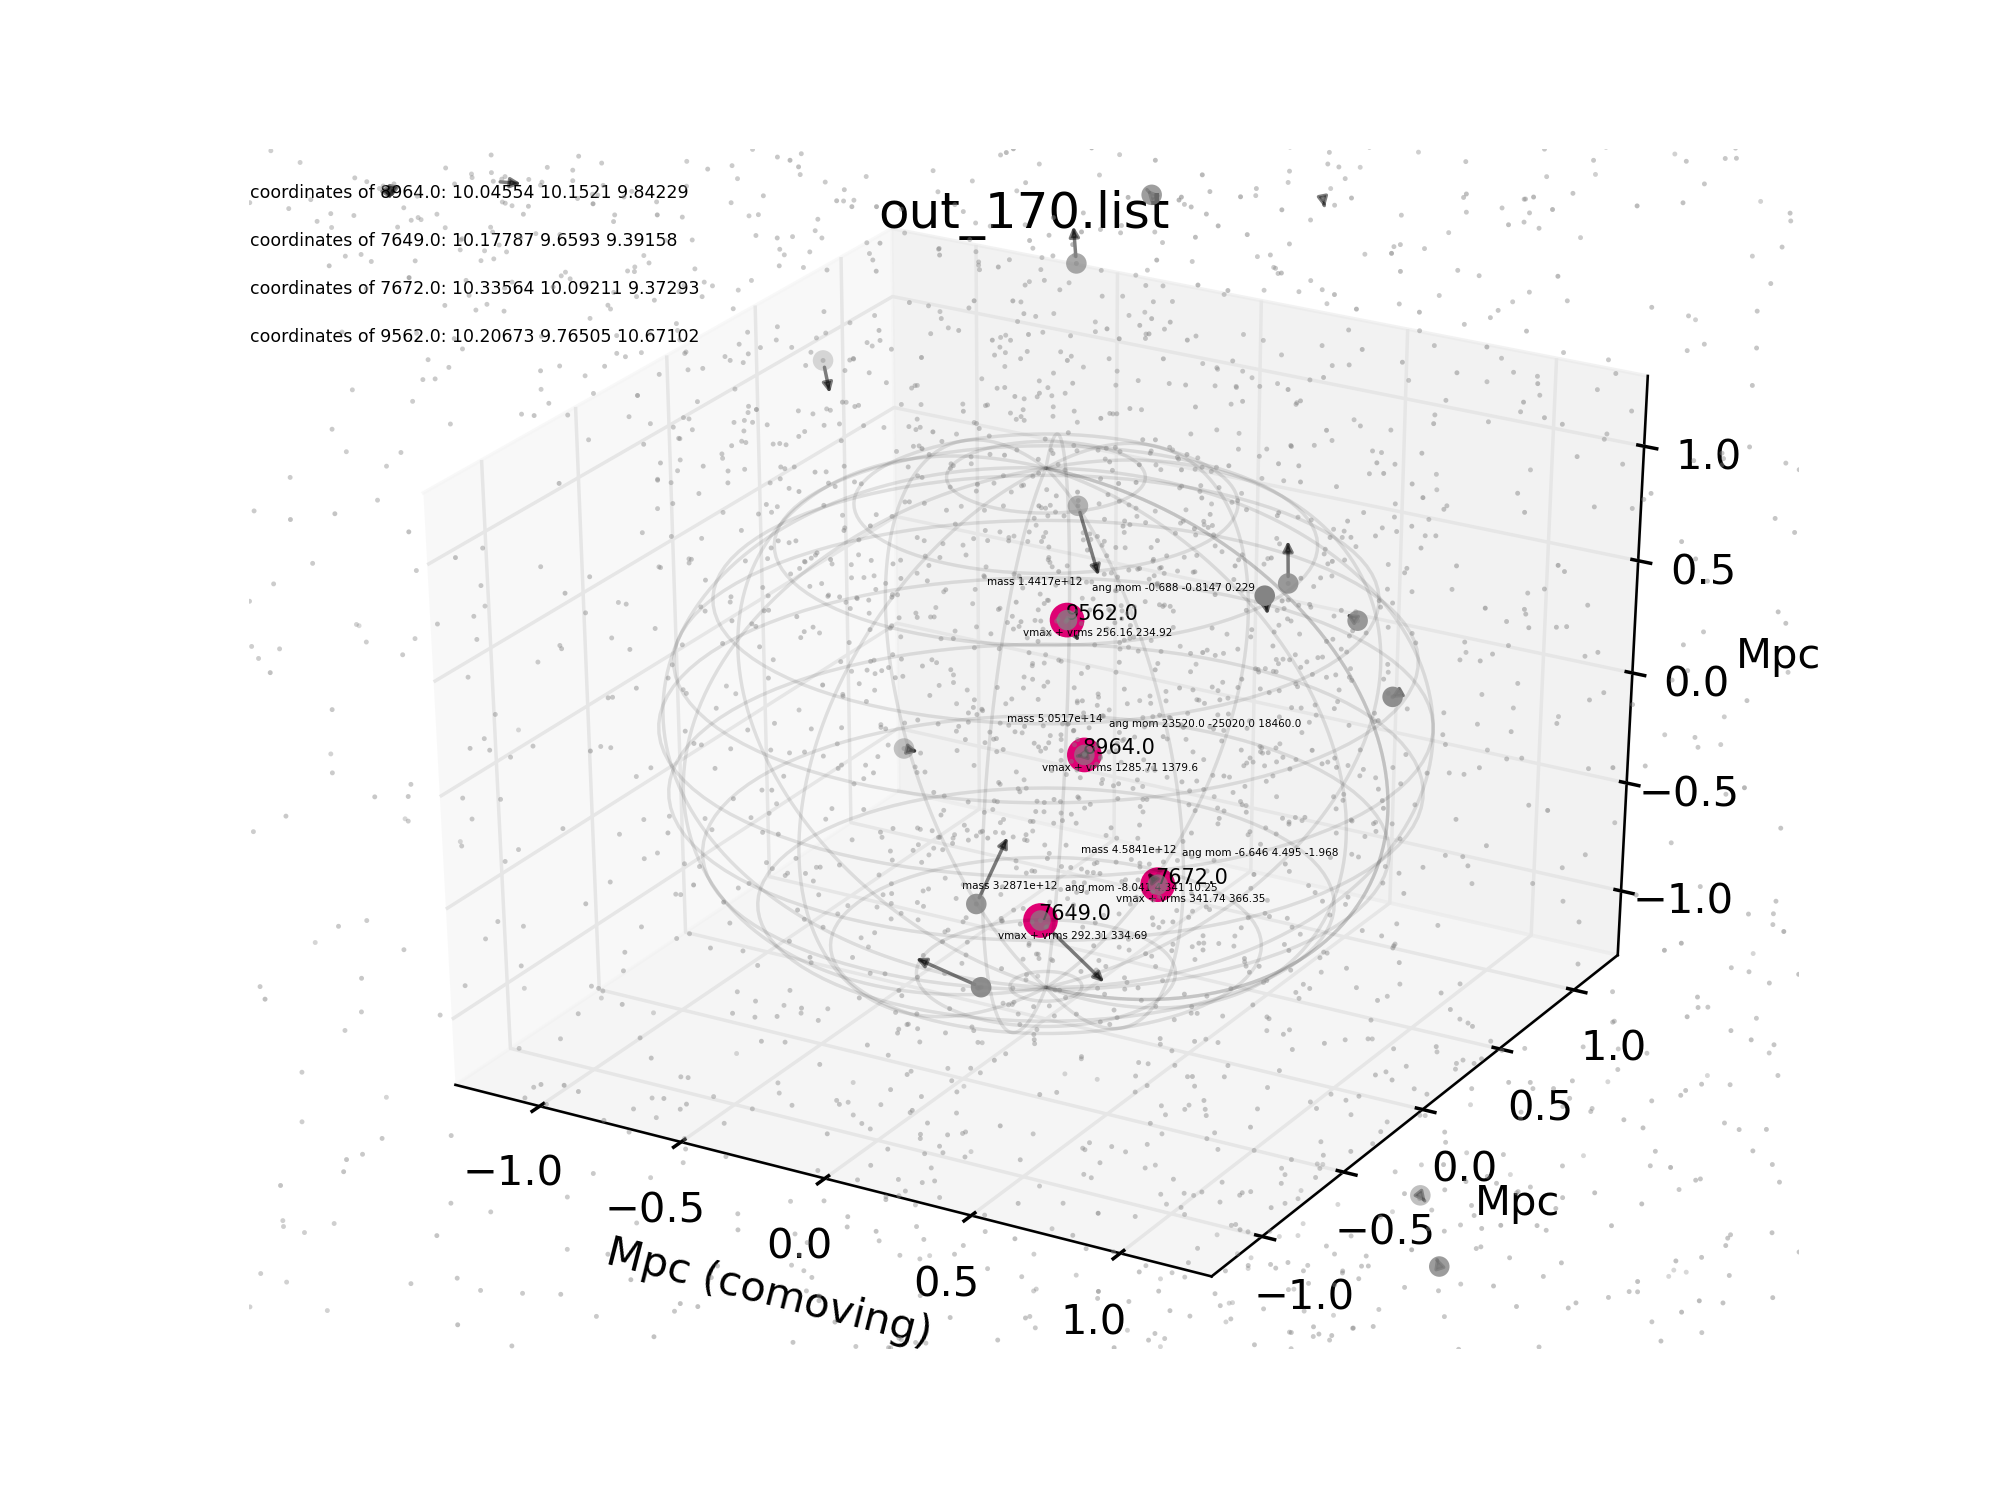 out_170.list
coordinates of 8964.0: 10.04554 10.1521 9.84229
coordinates of 7649.0: 10.17787 9.6593 9.39158
coordinates of 7672.0: 10.33564 10.09211 9.37293
coordinates of 9562.0: 10.20673 9.76505 10.67102
mass 1.4417e+12
ang mom -0.688 -0.8147 0.229
9562.0
vmax + vrms 256.16 234.92
mass 5.0517e+14
ang mom 23520.0 -25020.0 18460.0
8964.0
vmax + vrms 1285.71 1379.6
mass 4.5841e+12
ang mom -6.646 4.495 -1.968
7672.0
vmax + vrms 341.74 366.35
mass 3.2871e+12
ang mom 10.25
7649.0
vmax + vrms 292.31 334.69
1.0
0.5
0.0
−0.5
−1.0
Mpc
1.0
0.5
0.0
−0.5
−1.0
Mpc
−1.0
−0.5
0.0
0.5
1.0
Mpc (comoving)